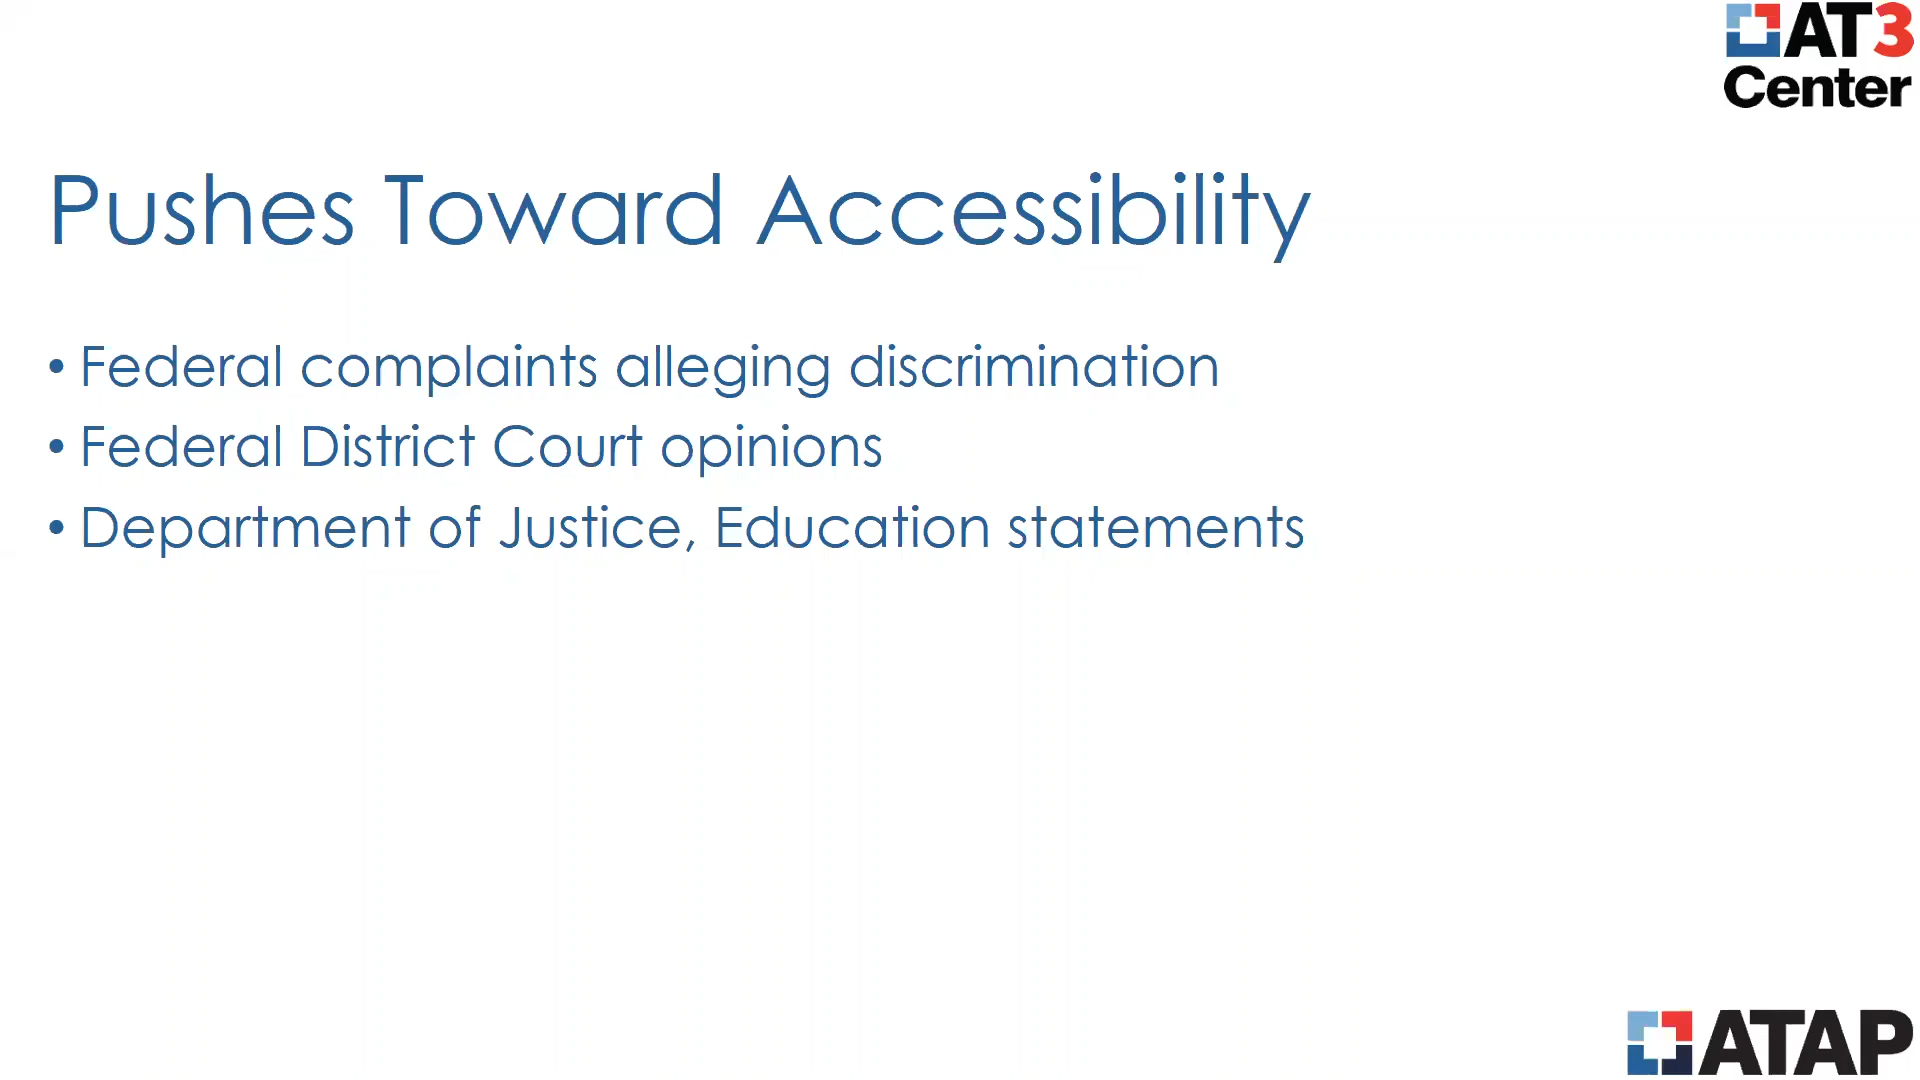 AT3
Center
Pushes Toward Accessibility
• Federal complaints alleging discrimination
• Federal District Court opinions
• Department of Justice, Education statements
ATAP